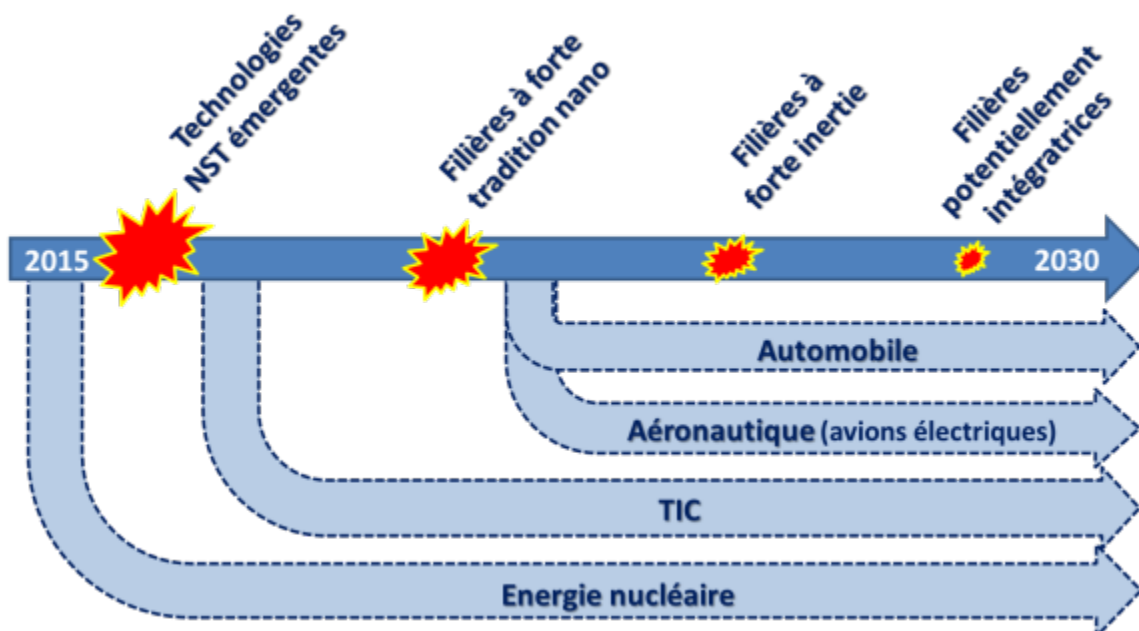 Technologies
NST émergentes
Filières à forte
tradition nano
Filières à
forte inertie
Filières
potentiellement
intégratrices
2015
2030
Automobile
Aéronautique (avions électriques)
TIC
Energie nucléaire